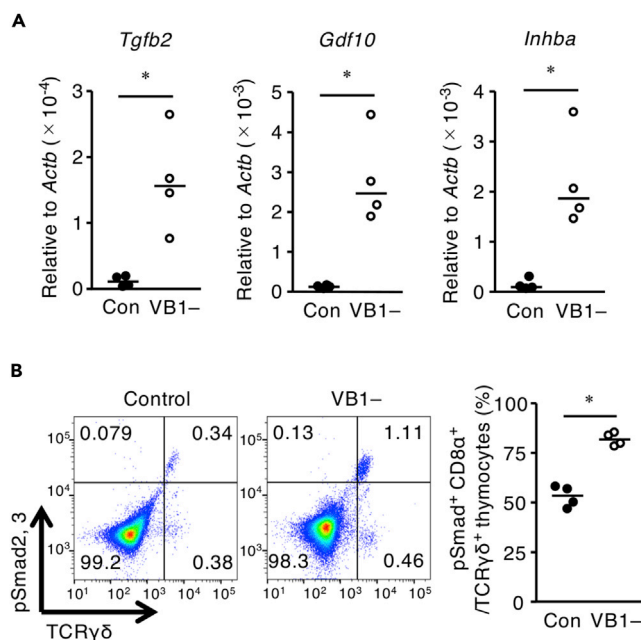 A
Tgfb2
Gdf10
Inhba
Relative to Actb (× 10⁻⁴)
3
2
1
0
*
Con VB1–
Relative to Actb (× 10⁻³)
5
4
3
2
1
0
*
Con VB1–
Relative to Actb (× 10⁻³)
4
3
2
1
0
*
Con VB1–
B
Control
VB1–
pSmad2, 3
TCRγδ
10⁵
10⁴
10³
0.079 0.34
99.2 0.38
10¹ 10² 10³ 10⁴ 10⁵
10⁵
10⁴
10³
0.13 1.11
98.3 0.46
10¹ 10² 10³ 10⁴ 10⁵
pSmad⁺ CD8α⁺
/TCRγδ⁺ thymocytes (%)
100
75
50
25
0
*
Con VB1–